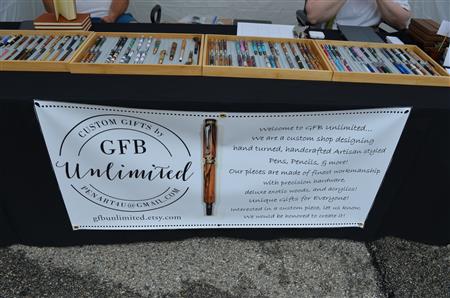 CUSTOM GIFTS by
GFB
Unlimited
PENART4U@GMAIL.COM
gfbunlimited.etsy.com
Welcome to GFB Unlimited...
We are a custom shop designing
hand turned, handcrafted Artisan styled
Pens, Pencils, & more!
Our pieces are made of finest workmanship
with precision hardware,
deluxe exotic woods, and acrylics!
Unique Gifts for Everyone!
Interested in a custom piece, let us know.
We would be honored to create it!